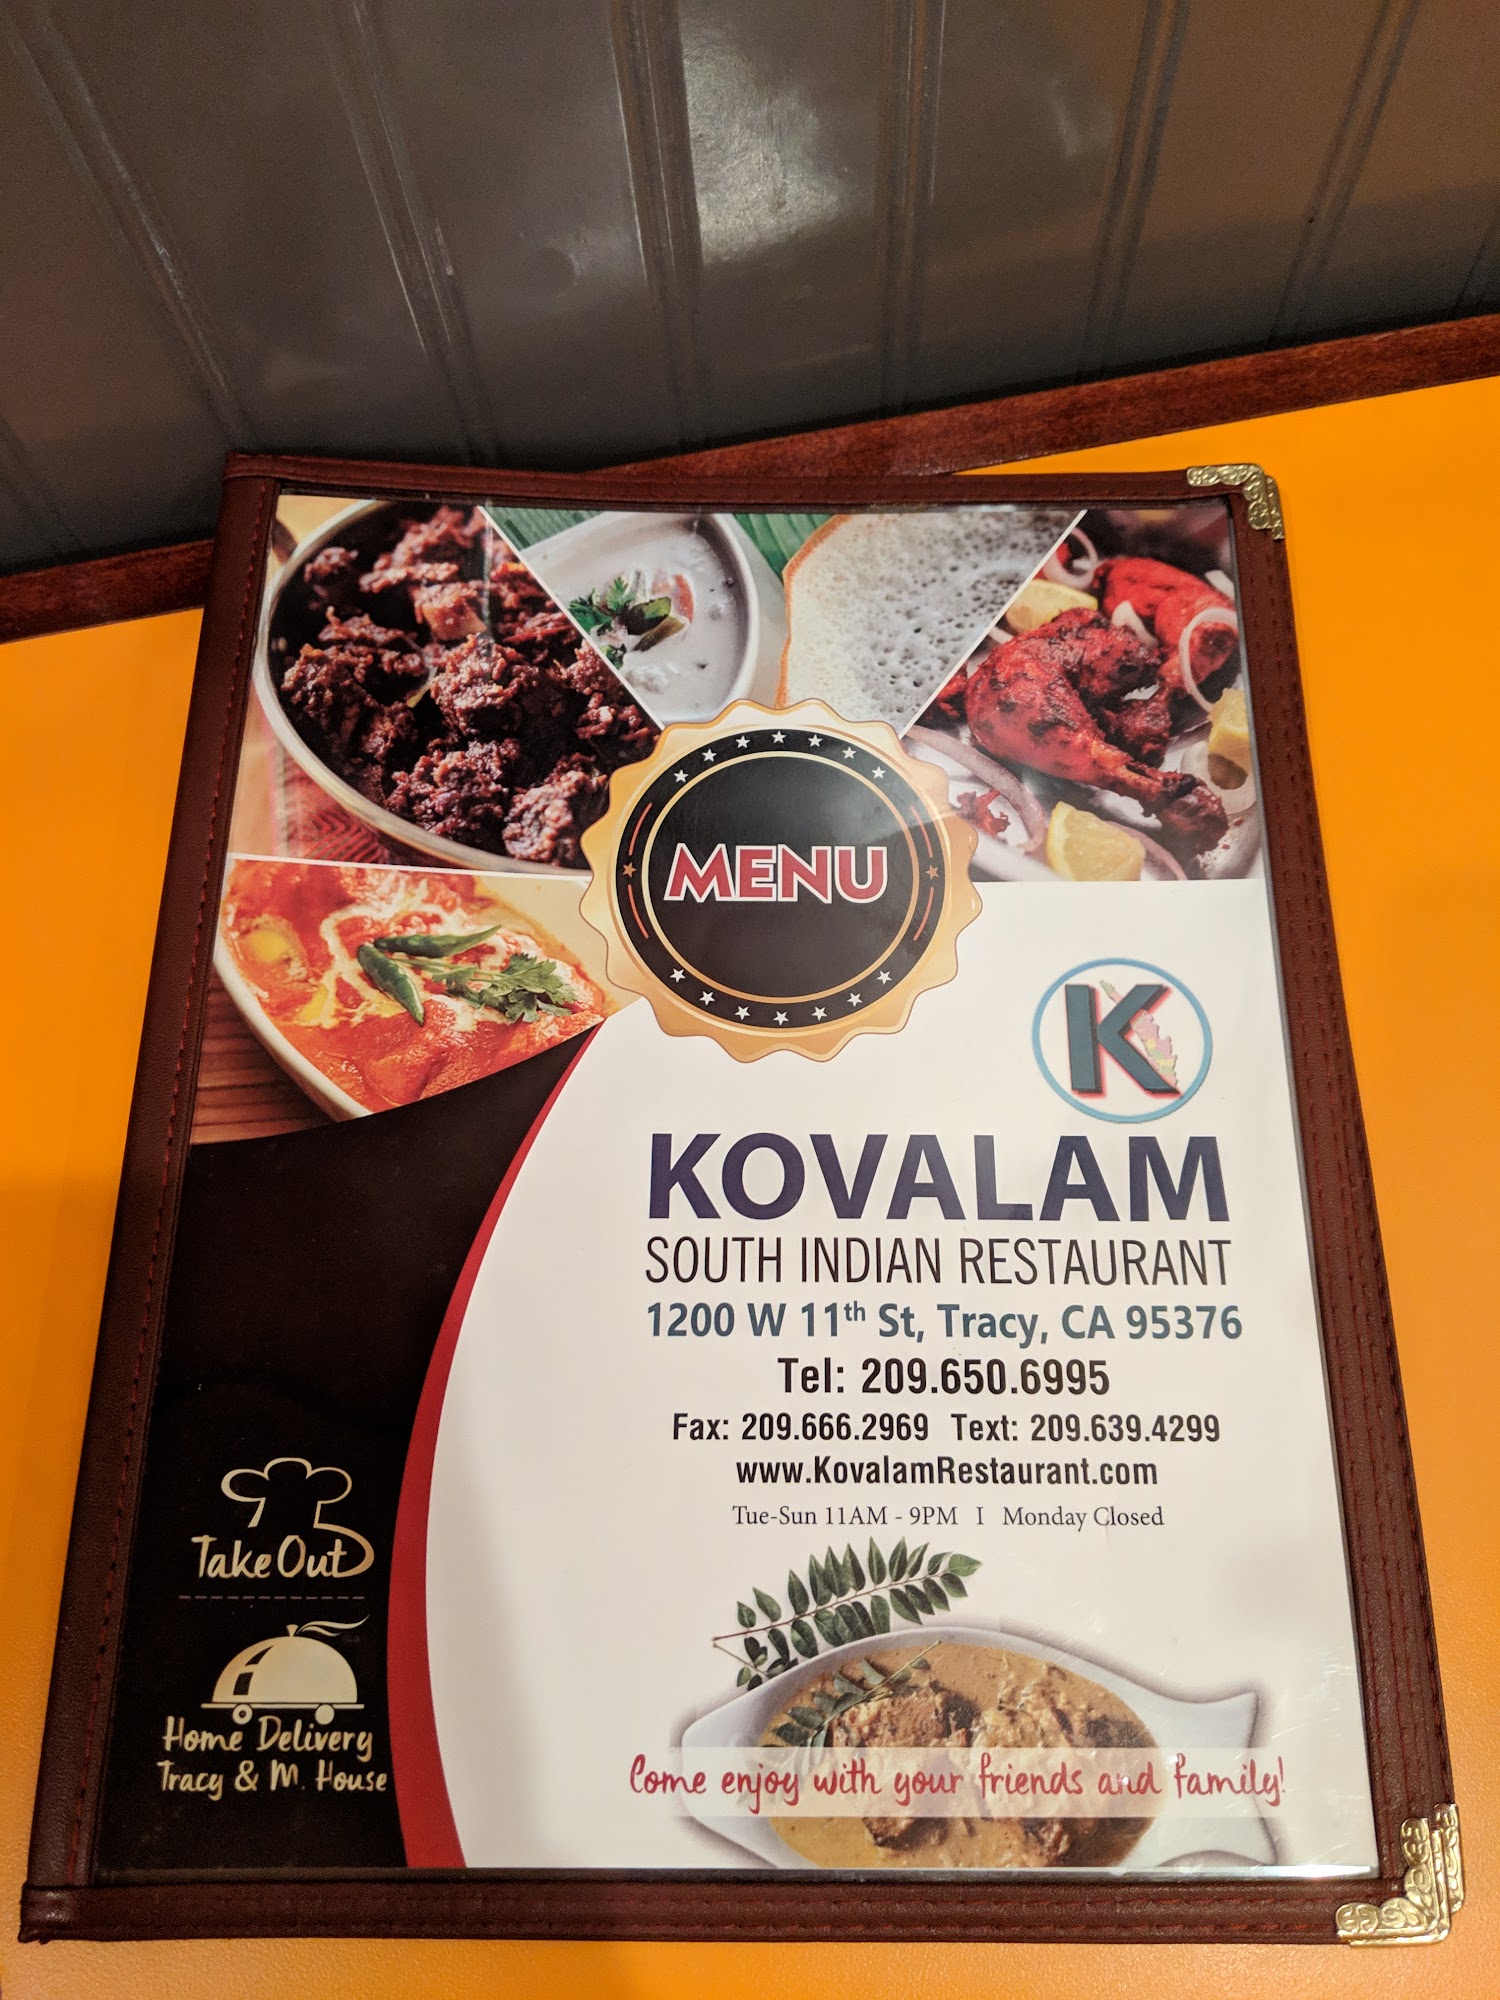 MENU
K
KOVALAM
SOUTH INDIAN RESTAURANT
1200 W 11th St, Tracy, CA 95376
Tel: 209.650.6995
Fax: 209.666.2969 Text: 209.639.4299
www.KovalamRestaurant.com
Tue-Sun 11AM - 9PM I Monday Closed
Take Out
Home Delivery
Tracy & M. House
Come enjoy with your friends and family!